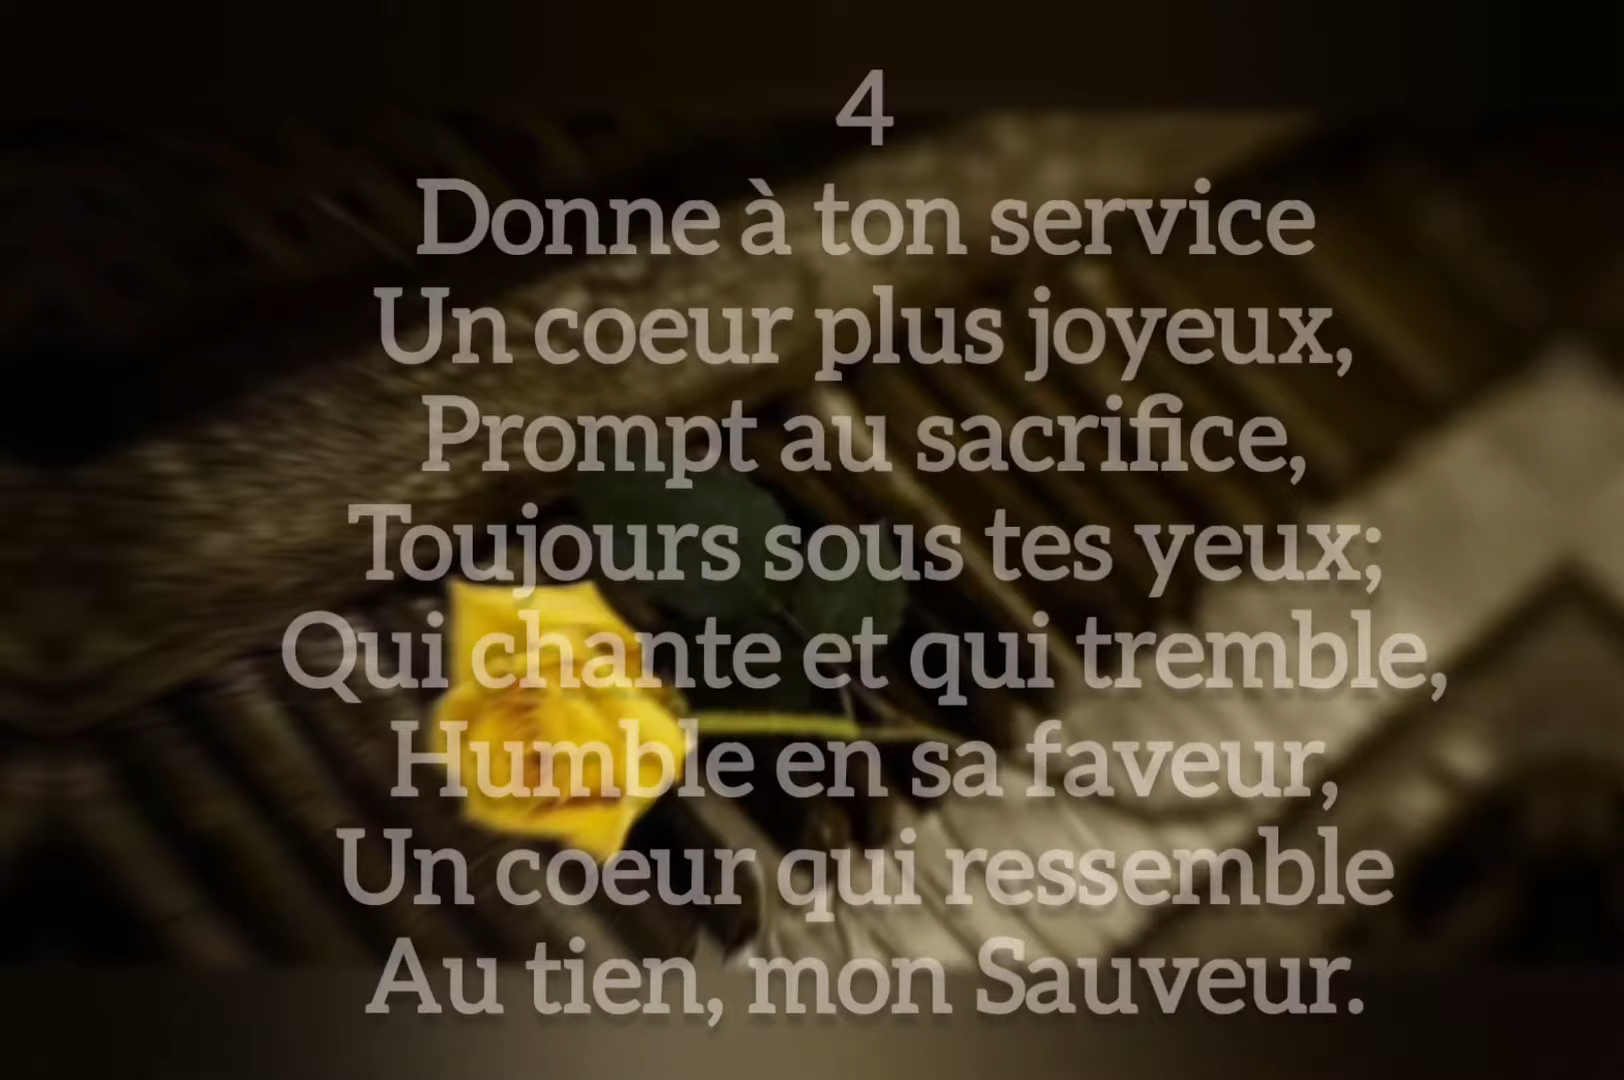 4
Donne à ton service
Un coeur plus joyeux,
Prompt au sacrifice,
Toujours sous tes yeux;
Qui chante et qui tremble,
Humble en sa faveur,
Un coeur qui ressemble
Au tien, mon Sauveur.